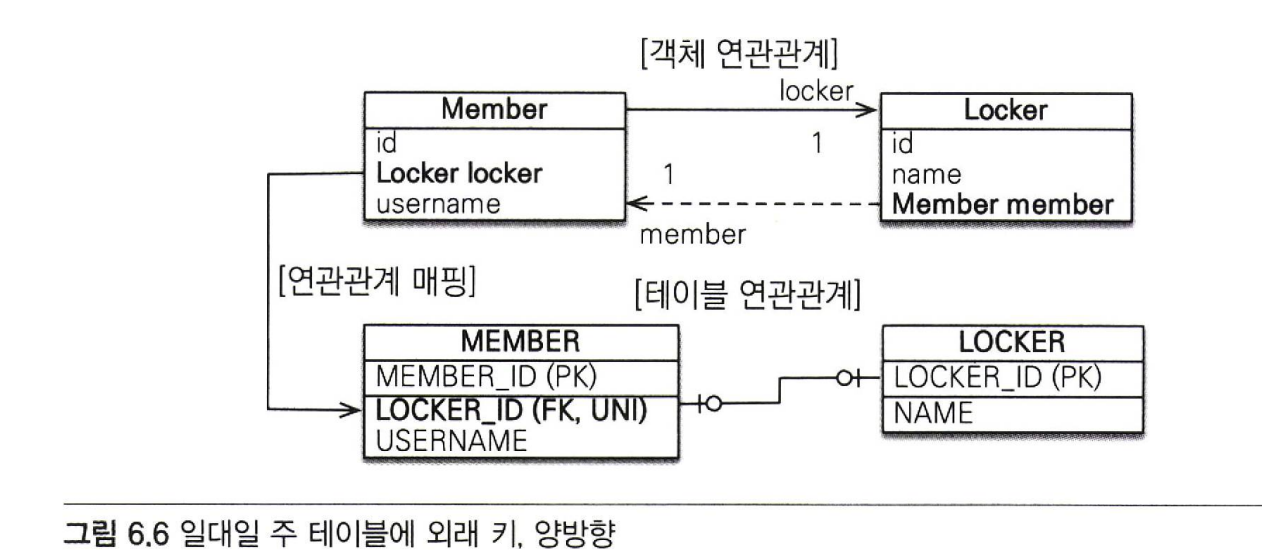 [객체 연관관계]
locker
Member
Locker
id
Locker locker
username
1
1
id
name
Member member
member
[연관관계 매핑]
[테이블 연관관계]
MEMBER
MEMBER_ID (PK)
LOCKER_ID (FK, UNI)
USERNAME
LOCKER
LOCKER_ID (PK)
NAME
그림 6.6 일대일 주 테이블에 외래 키, 양방향